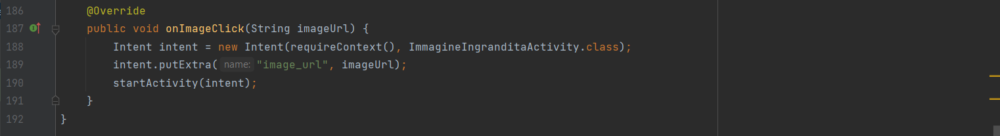 186 @Override
187 public void onImageClick(String imageUrl) {
188 Intent intent = new Intent(requireContext(), ImmagineIngranditaActivity.class);
189 intent.putExtra( name: "image_url", imageUrl);
190 startActivity(intent);
191 }
192 }